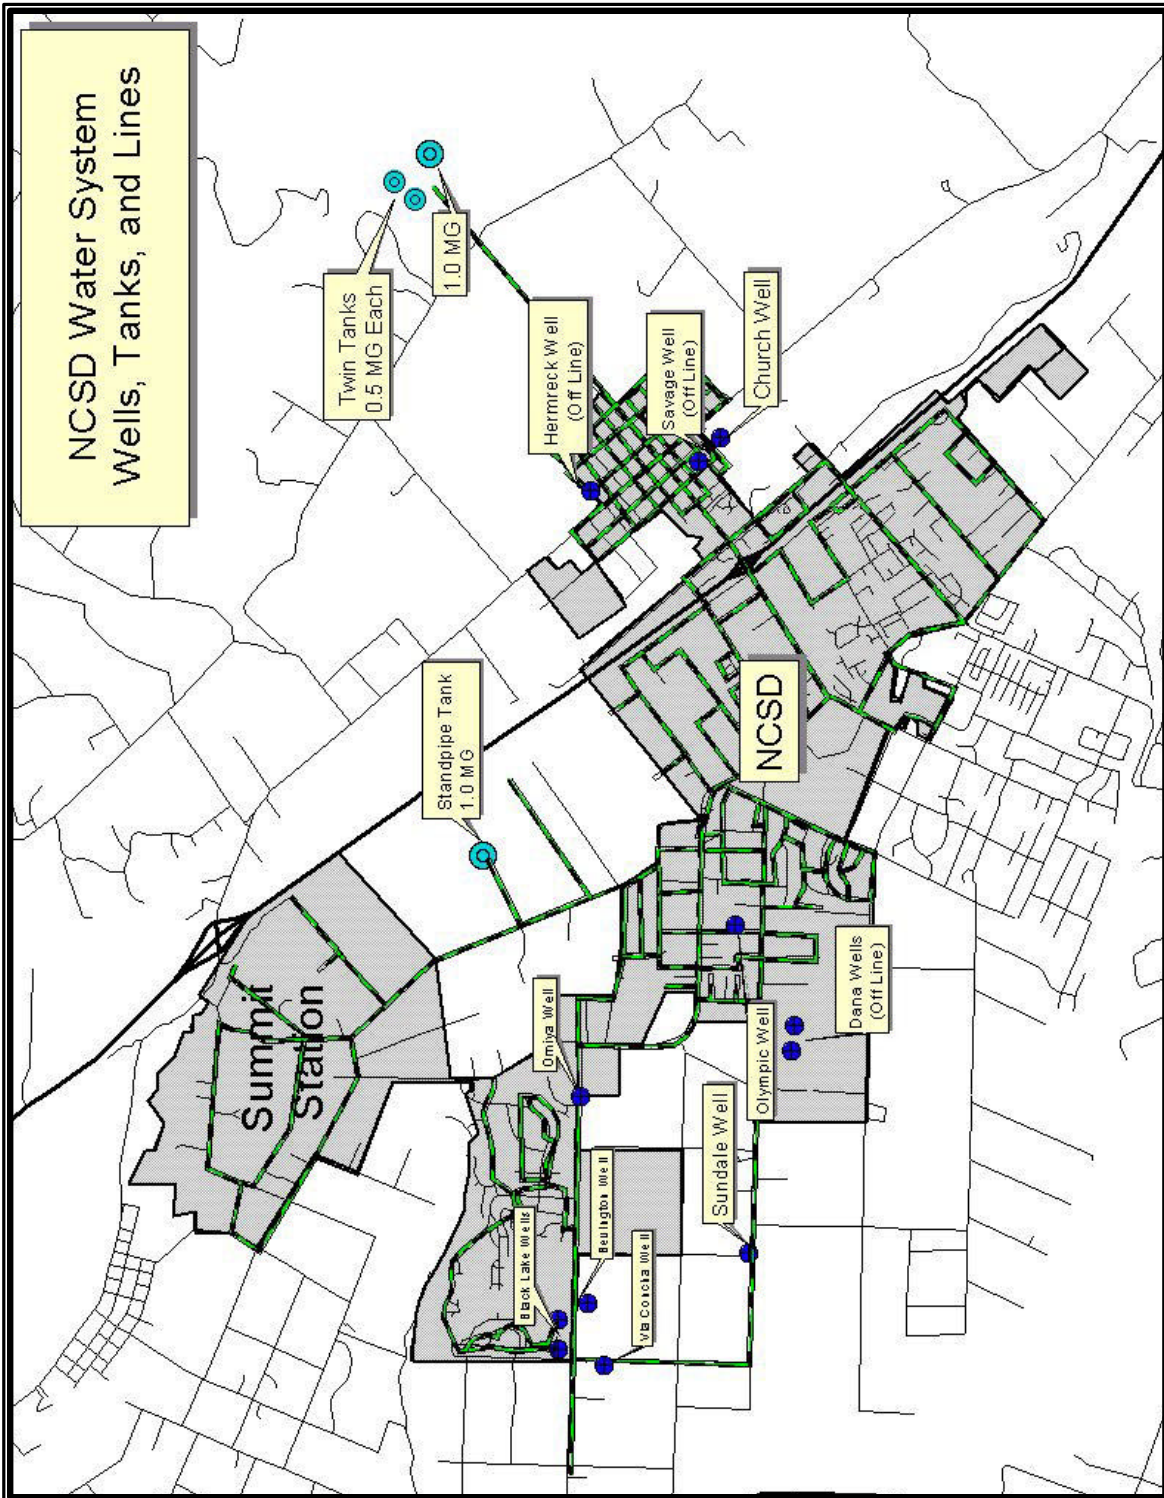 NCSD Water System
Wells, Tanks, and Lines
Summit
Station
Standpipe Tank
1.0 MG
Twin Tanks
0.5 MG Each
1.0 MG
Black Lake Wells
Omiya Well
Hermreck Well
(Off Line)
Bevington Well
Via Concha Well
Savage Well
(Off Line)
Sundale Well
Olympic Well
NCSD
Church Well
Dana Wells
(Off Line)